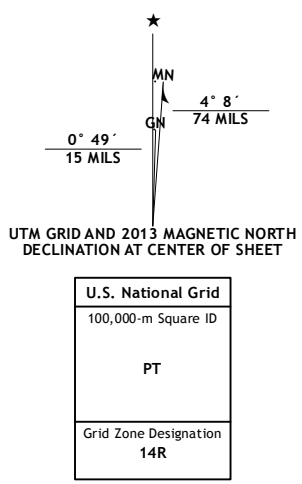 ★
MN
GN
4° 8´
74 MILS
0° 49´
15 MILS
UTM GRID AND 2013 MAGNETIC NORTH
DECLINATION AT CENTER OF SHEET
U.S. National Grid
100,000-m Square ID
PT
Grid Zone Designation
14R